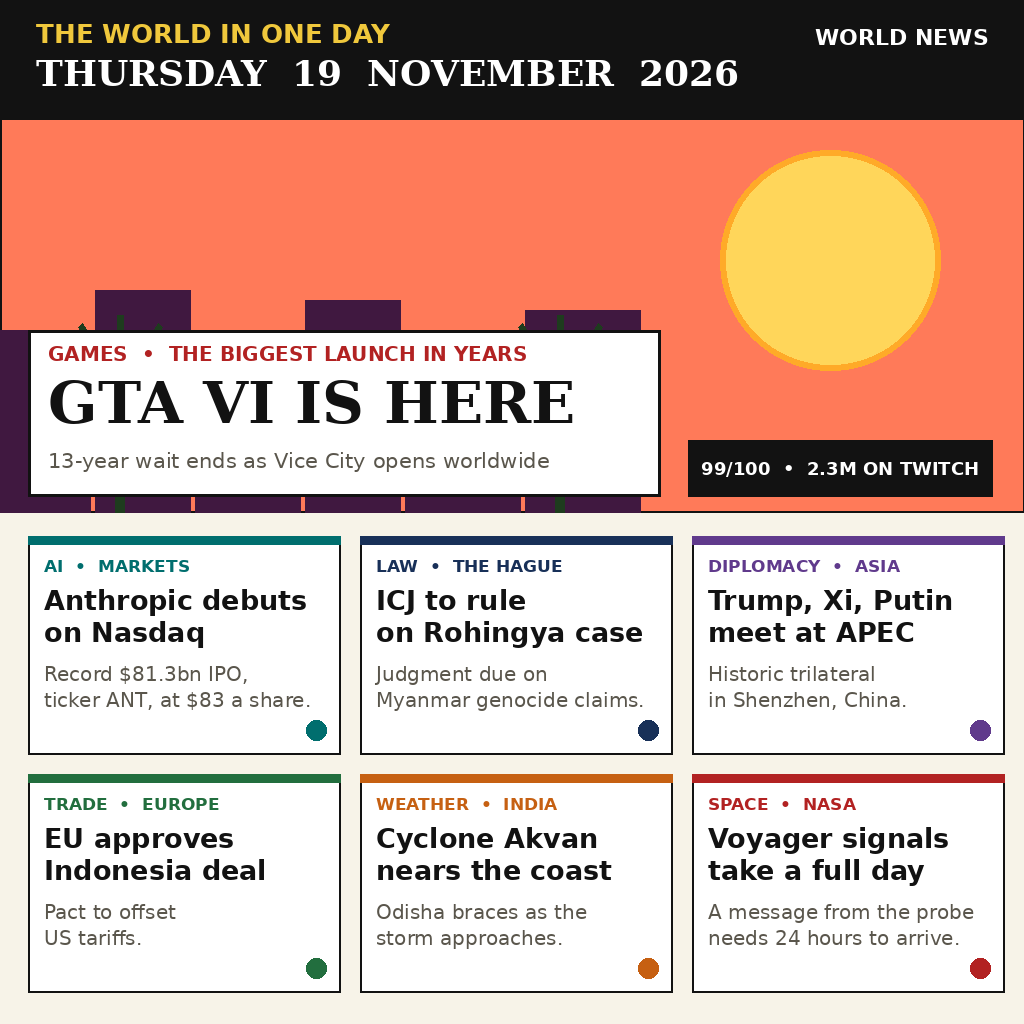 THE WORLD IN ONE DAY
WORLD NEWS
THURSDAY 19 NOVEMBER 2026
GAMES • THE BIGGEST LAUNCH IN YEARS
GTA VI IS HERE
13-year wait ends as Vice City opens worldwide
99/100 • 2.3M ON TWITCH
AI • MARKETS
Anthropic debuts
on Nasdaq
Record $81.3bn IPO,
ticker ANT, at $83 a share.
LAW • THE HAGUE
ICJ to rule
on Rohingya case
Judgment due on
Myanmar genocide claims.
DIPLOMACY • ASIA
Trump, Xi, Putin
meet at APEC
Historic trilateral
in Shenzhen, China.
TRADE • EUROPE
EU approves
Indonesia deal
Pact to offset
US tariffs.
WEATHER • INDIA
Cyclone Akvan
nears the coast
Odisha braces as the
storm approaches.
SPACE • NASA
Voyager signals
take a full day
A message from the probe
needs 24 hours to arrive.